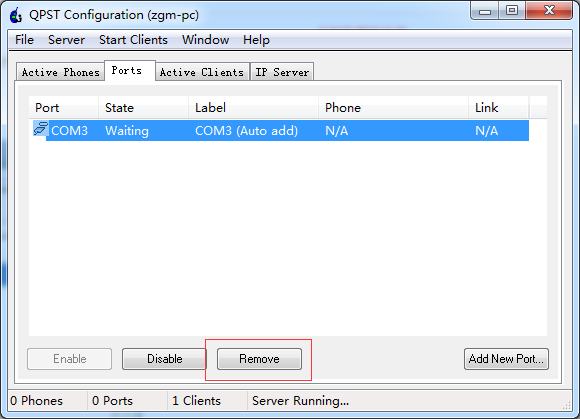 QPST Configuration (zgm-pc)
File Server Start Clients Window Help
Active Phones Ports Active Clients IP Server
Port State Label Phone Link
COM3 Waiting COM3 (Auto add) N/A N/A
Enable Disable Remove Add New Port...
0 Phones 0 Ports 1 Clients Server Running...